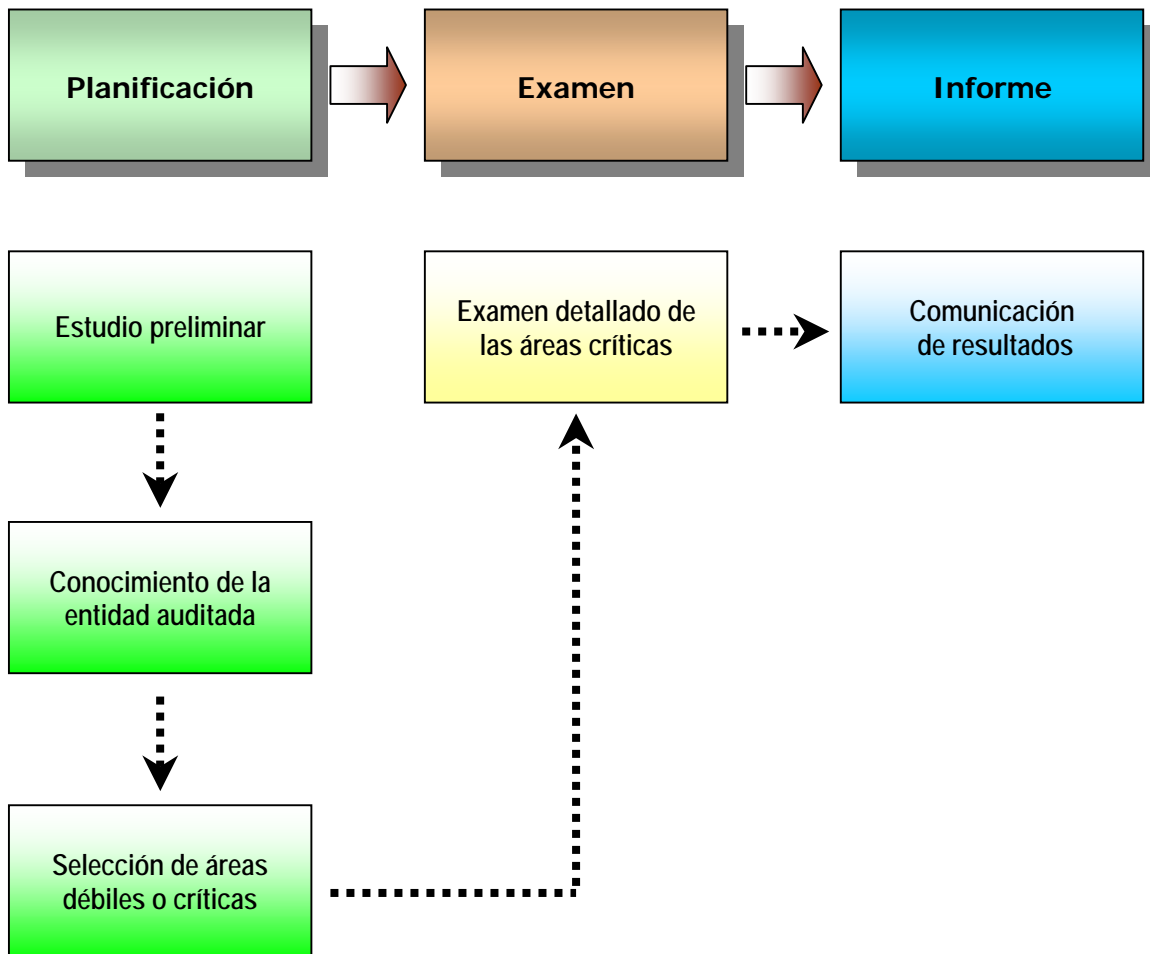 Planificación
Examen
Informe
Estudio preliminar
Examen detallado de
las áreas críticas
Comunicación
de resultados
Conocimiento de la
entidad auditada
Selección de áreas
débiles o críticas